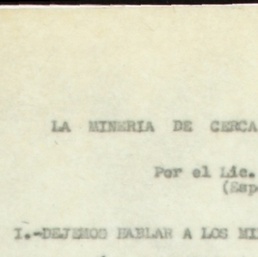 LA MINERIA DE CERCA
Por el Lic.
(Esp
I.-DEJEMOS HABLAR A LOS MI